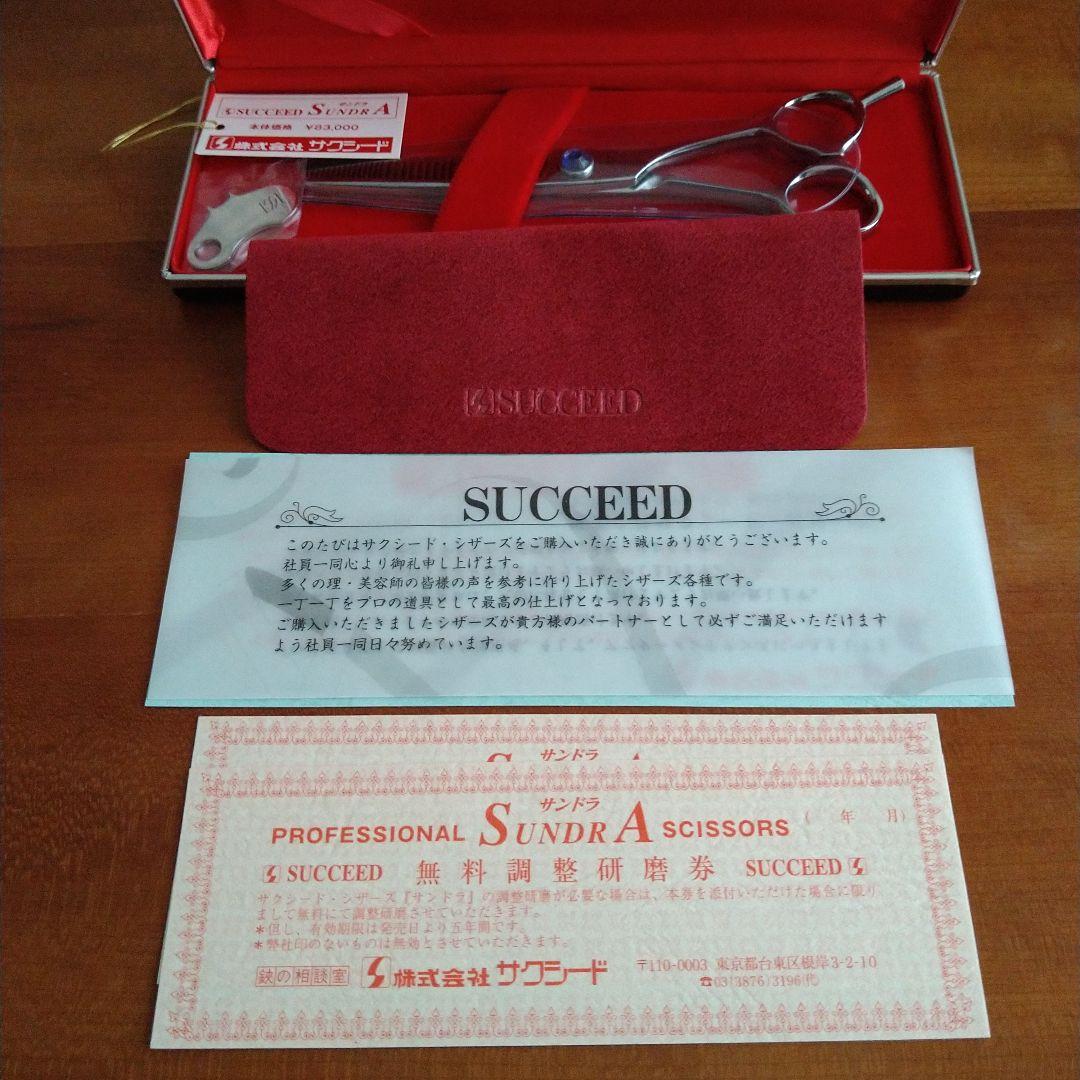 サンドラ
SUCCEED SUNDRA
本体価格 ¥83,000
株式会社 サクシード
SUCCEED
SUCCEED
このたびはサクシード・シザーズをご購入いただき誠にありがとうございます。
社員一同心より御礼申し上げます。
多くの理・美容師の皆様の声を参考に作り上げたシザーズ各種です。
一丁一丁をプロの道具として最高の仕上げとなっております。
ご購入いただきましたシザーズが貴方様のパートナーとして必ずご満足いただけます
よう社員一同日々努めています。
サンドラ
サンドラ
PROFESSIONAL SUNDRA SCISSORS ( 年 月)
SUCCEED 無料調整研磨券 SUCCEED
サクシード・シザーズ『サンドラ』の調整研磨が必要な場合は、本券を添付いただけた場合に限り
まして無料にて調整研磨させていただきます。
*但し、有効期限は発売日より五年間です。
*弊社印のないものは無効とさせていただきます。
鋏の相談室 株式会社 サクシード 〒110-0003 東京都台東区根岸3-2-10
☎03(3876)3196(代)